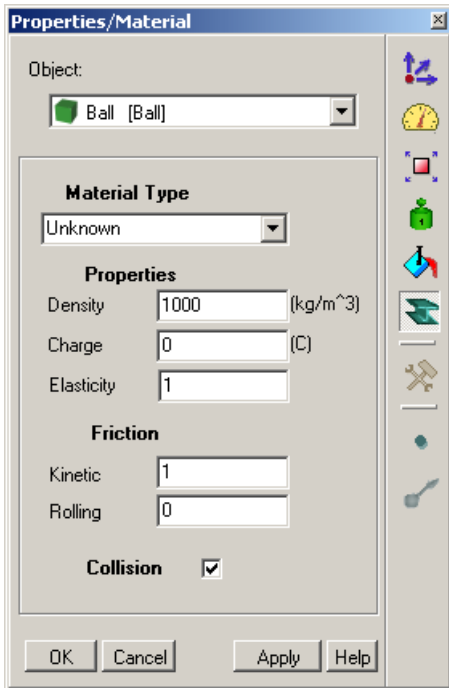 Properties/Material
Object:
Ball [Ball]
Material Type
Unknown
Properties
Density 1000 (kg/m^3)
Charge 0 (C)
Elasticity 1
Friction
Kinetic 1
Rolling 0
Collision
OK Cancel Apply Help